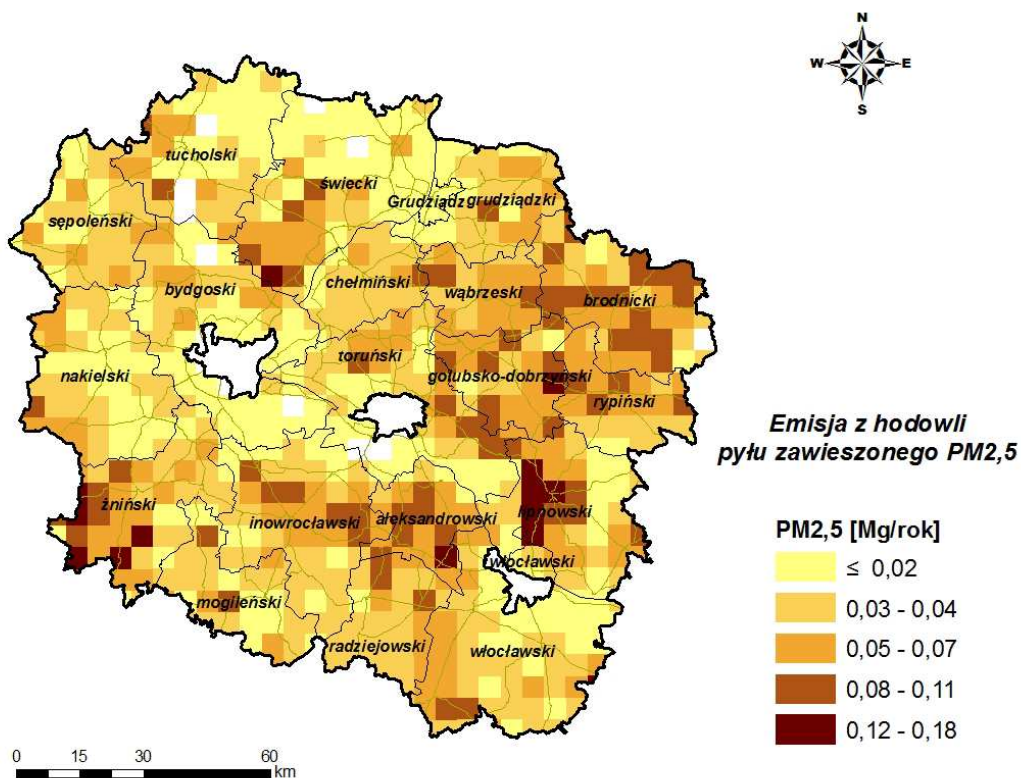 N
W E
S
tucholski
świecki
Grudziądz grudziądzki
sępoleński
bydgoski
chełmiński
wąbrzeski
brodnicki
toruński
nakielski
golubsko-dobrzyński
rypiński
Emisja z hodowli
pyłu zawieszonego PM2,5
żniński
inowrocławski
aleksandrowski
lipnowski
włocławski
mogileński
radziejowski
włocławski
PM2,5 [Mg/rok]
≤ 0,02
0,03 - 0,04
0,05 - 0,07
0,08 - 0,11
0,12 - 0,18
0 15 30 60
km